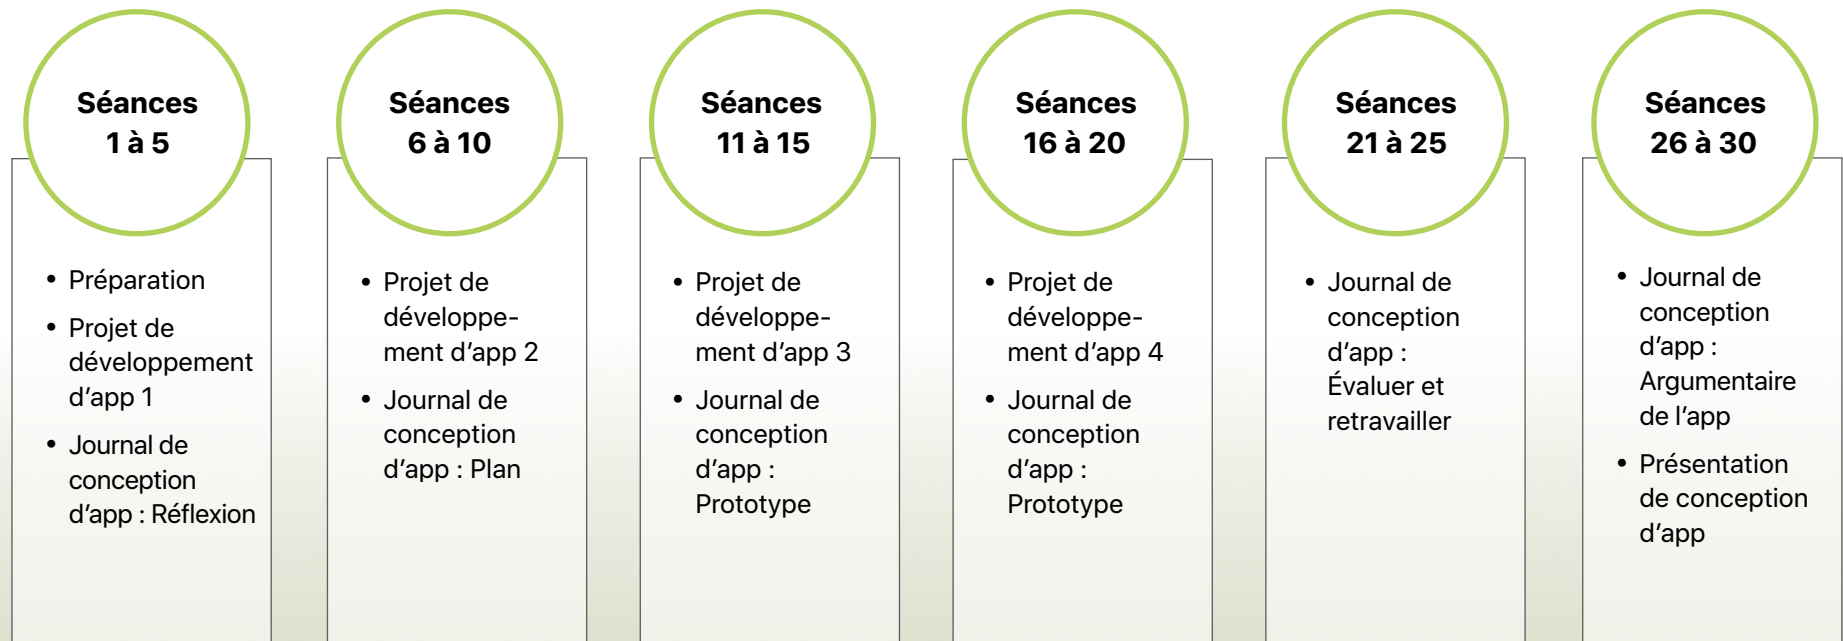 Séances
1 à 5
• Préparation
• Projet de
développement
d’app 1
• Journal de
conception
d’app : Réflexion
Séances
6 à 10
• Projet de
développe-
ment d’app 2
• Journal de
conception
d’app : Plan
Séances
11 à 15
• Projet de
développe-
ment d’app 3
• Journal de
conception
d’app :
Prototype
Séances
16 à 20
• Projet de
développe-
ment d’app 4
• Journal de
conception
d’app :
Prototype
Séances
21 à 25
• Journal de
conception
d’app :
Évaluer et
retravailler
Séances
26 à 30
• Journal de
conception
d’app :
Argumentaire
de l’app
• Présentation
de conception
d’app